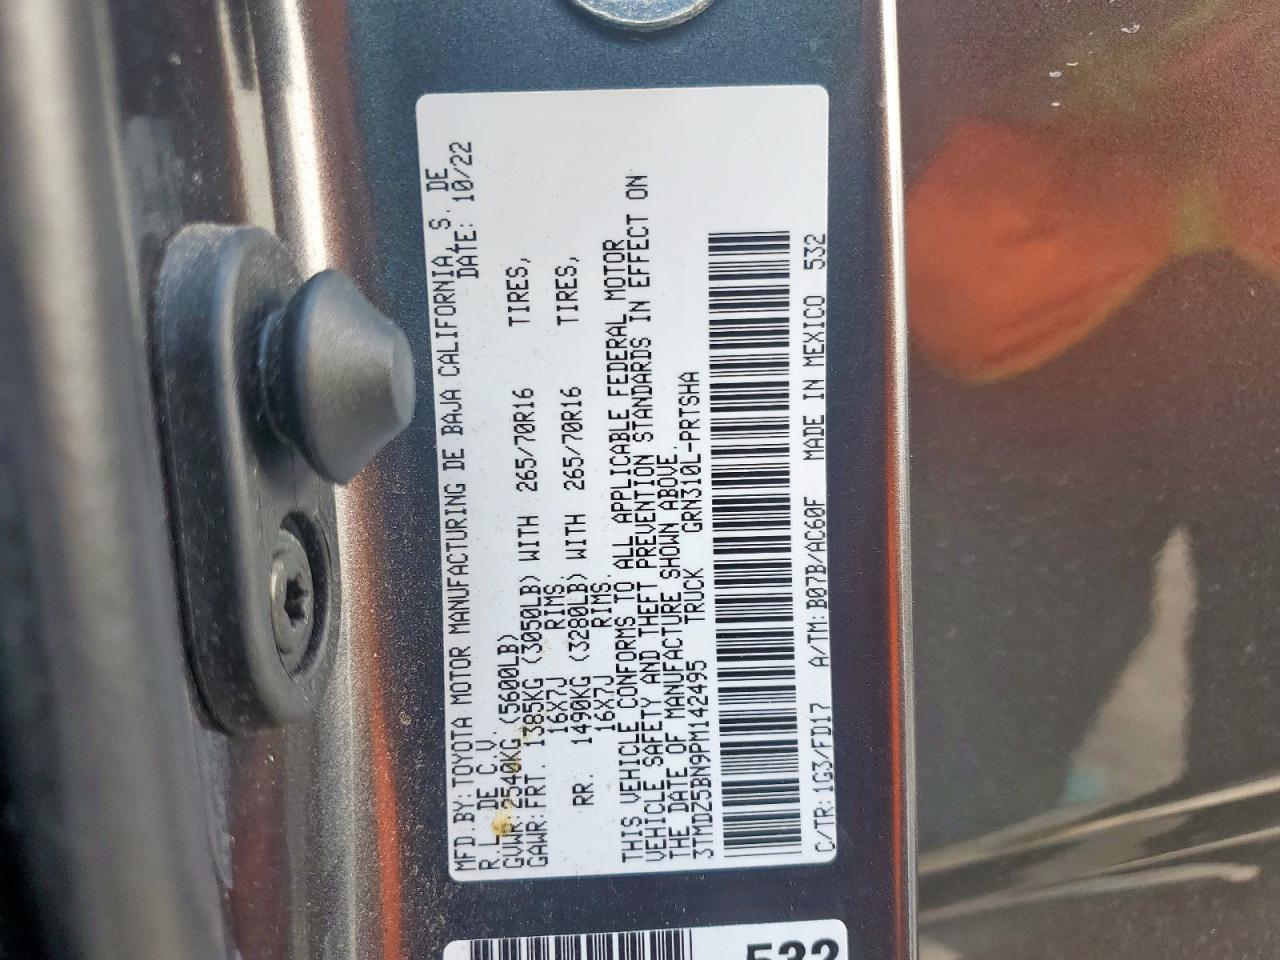 MFD.BY:TOYOTA MOTOR MANUFACTURING DE BAJA CALIFORNIA, S. DE
R.L. DE C.V. DATE: 10/22
GVWR:2540KG (5600LB)
GAWR:FRT. 1385KG (3050LB) WITH 265/70R16 TIRES,
16X7J RIMS.
RR. 1490KG (3280LB) WITH 265/70R16 TIRES,
16X7J RIMS.
THIS VEHICLE CONFORMS TO ALL APPLICABLE FEDERAL MOTOR
VEHICLE SAFETY AND THEFT PREVENTION STANDARDS IN EFFECT ON
THE DATE OF MANUFACTURE SHOWN ABOVE.
3TMDZ5BN9PM142495 TRUCK GRN310L-PRTSHA
C/TR:1G3/FD17 A/TM:B07B/AC60F MADE IN MEXICO 532
532